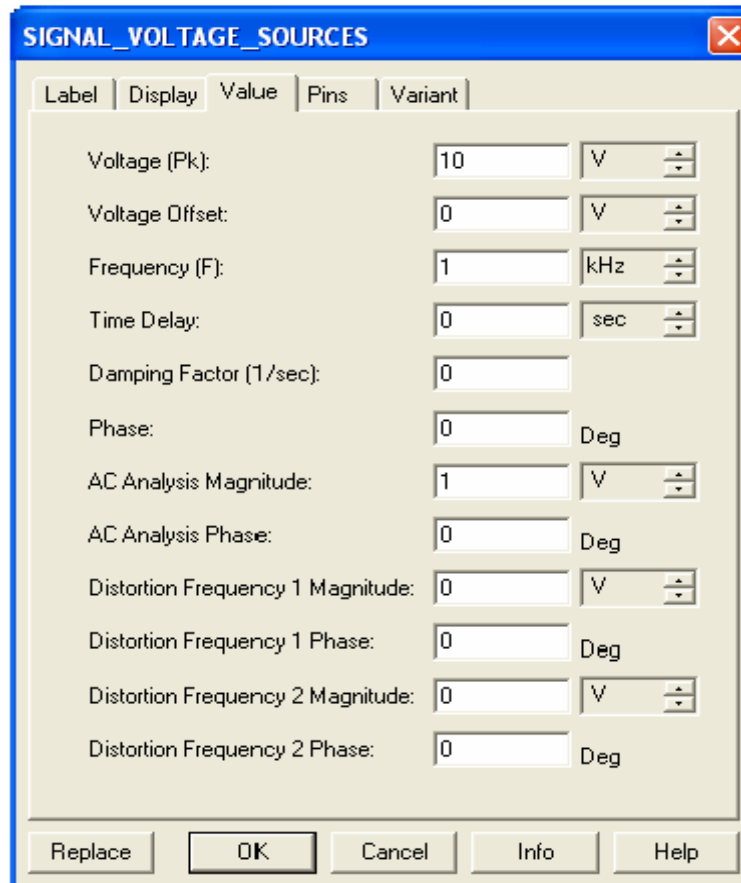 SIGNAL_VOLTAGE_SOURCES
Label Display Value Pins Variant
Voltage (Pk): 10 V
Voltage Offset: 0 V
Frequency (F): 1 kHz
Time Delay: 0 sec
Damping Factor (1/sec): 0
Phase: 0 Deg
AC Analysis Magnitude: 1 V
AC Analysis Phase: 0 Deg
Distortion Frequency 1 Magnitude: 0 V
Distortion Frequency 1 Phase: 0 Deg
Distortion Frequency 2 Magnitude: 0 V
Distortion Frequency 2 Phase: 0 Deg
Replace OK Cancel Info Help